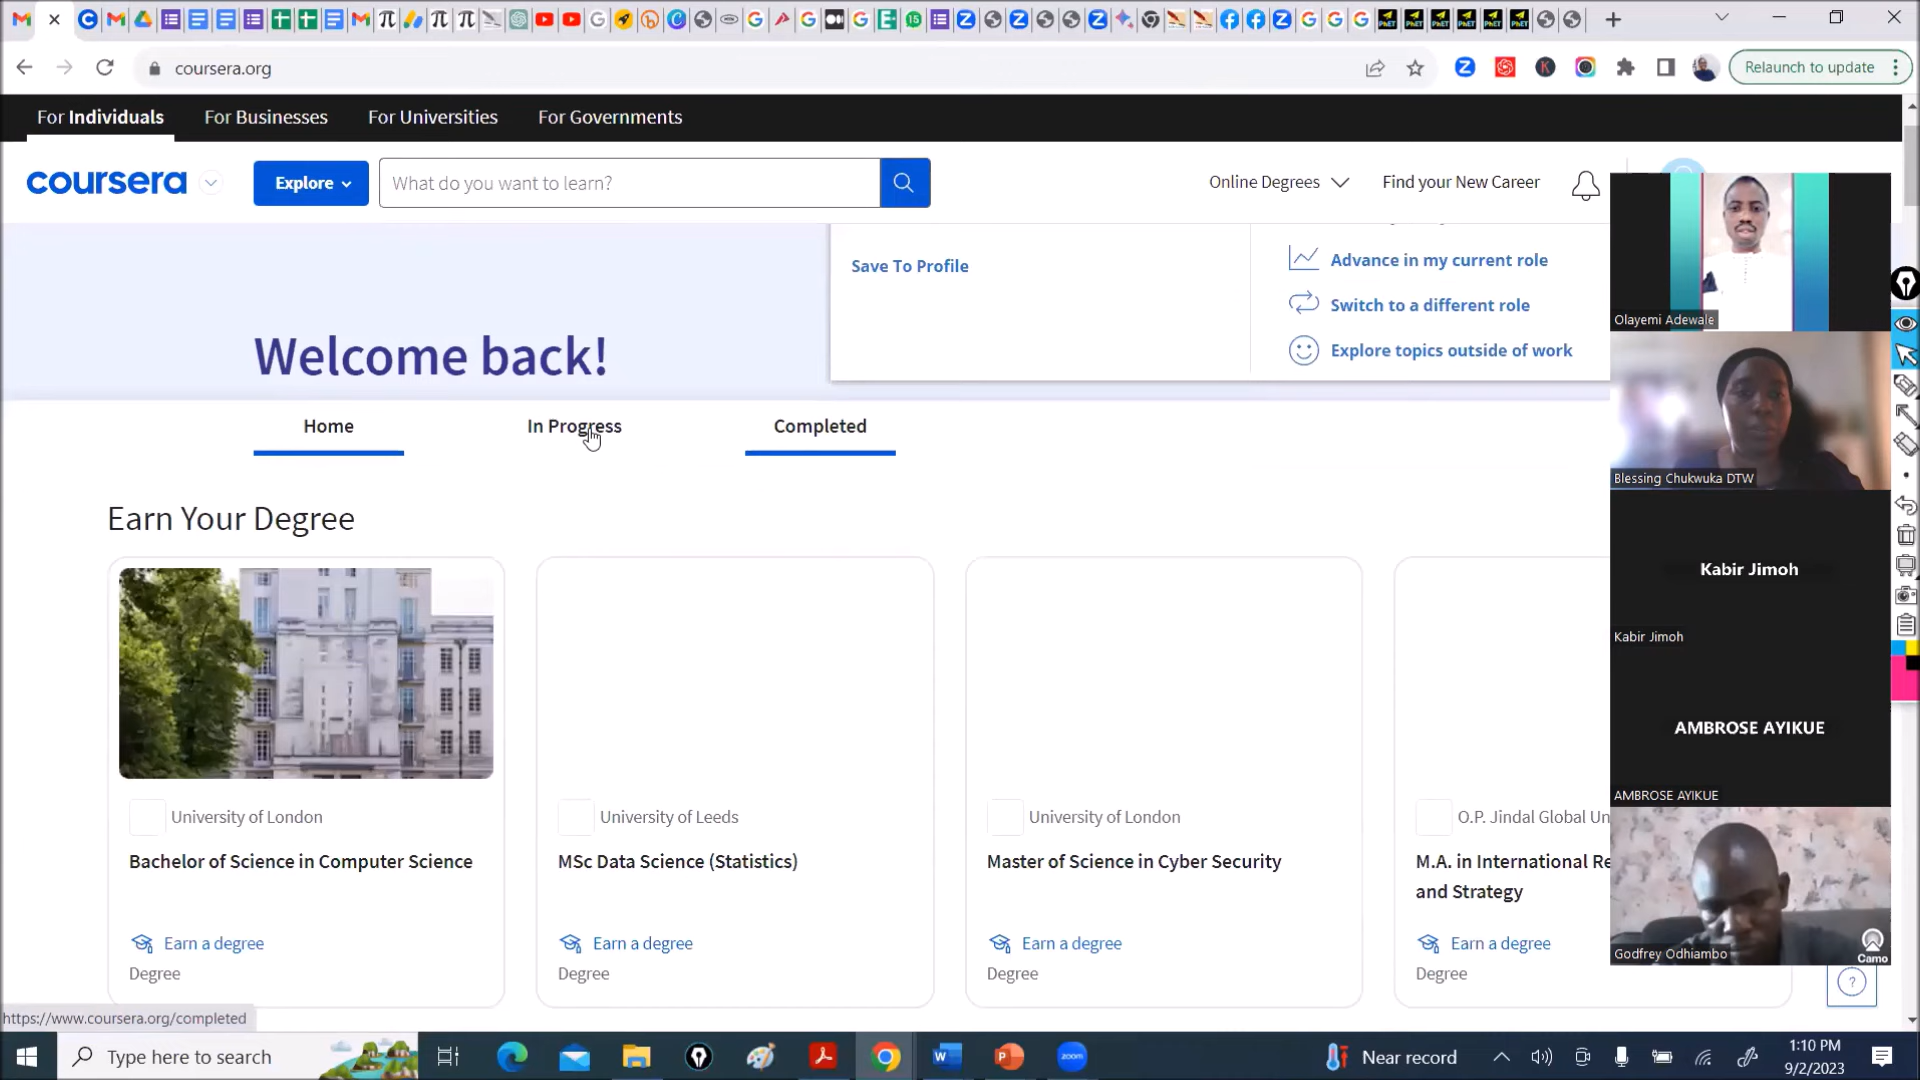 coursera.org
Relaunch to update
For Individuals
For Businesses
For Universities
For Governments
coursera
Explore
What do you want to learn?
Online Degrees
Find your New Career
Save To Profile
Advance in my current role
Switch to a different role
Explore topics outside of work
Welcome back!
Home
In Progress
Completed
Earn Your Degree
University of London
Bachelor of Science in Computer Science
Earn a degree
Degree
University of Leeds
MSc Data Science (Statistics)
Earn a degree
Degree
University of London
Master of Science in Cyber Security
Earn a degree
Degree
O.P. Jindal Global Un
M.A. in International Re
and Strategy
Earn a degree
Degree
Olayemi Adewale
Blessing Chukwuka DTW
Kabir Jimoh
Kabir Jimoh
AMBROSE AYIKUE
AMBROSE AYIKUE
Godfrey Odhiambo
Camo
https://www.coursera.org/completed
Type here to search
zoom
Near record
1:10 PM
9/2/2023